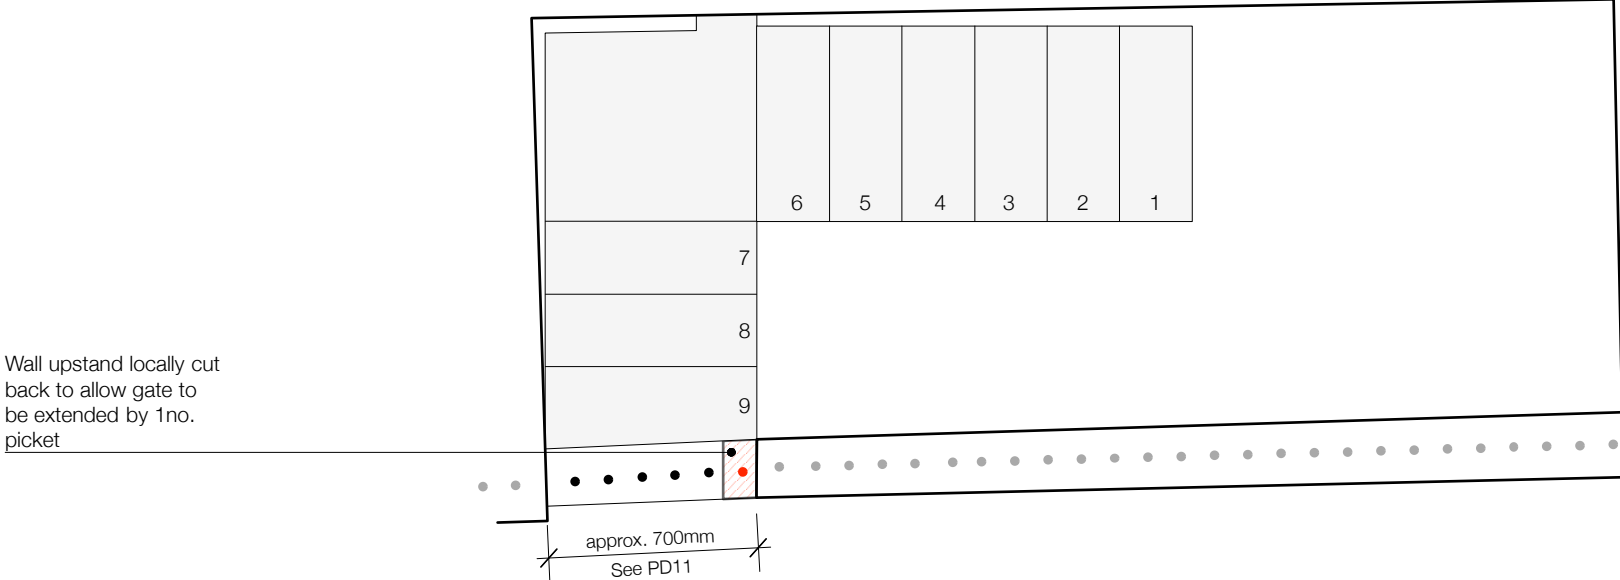 6 5 4 3 2 1
7
8
9
Wall upstand locally cut
back to allow gate to
be extended by 1no.
picket
approx. 700mm
See PD11